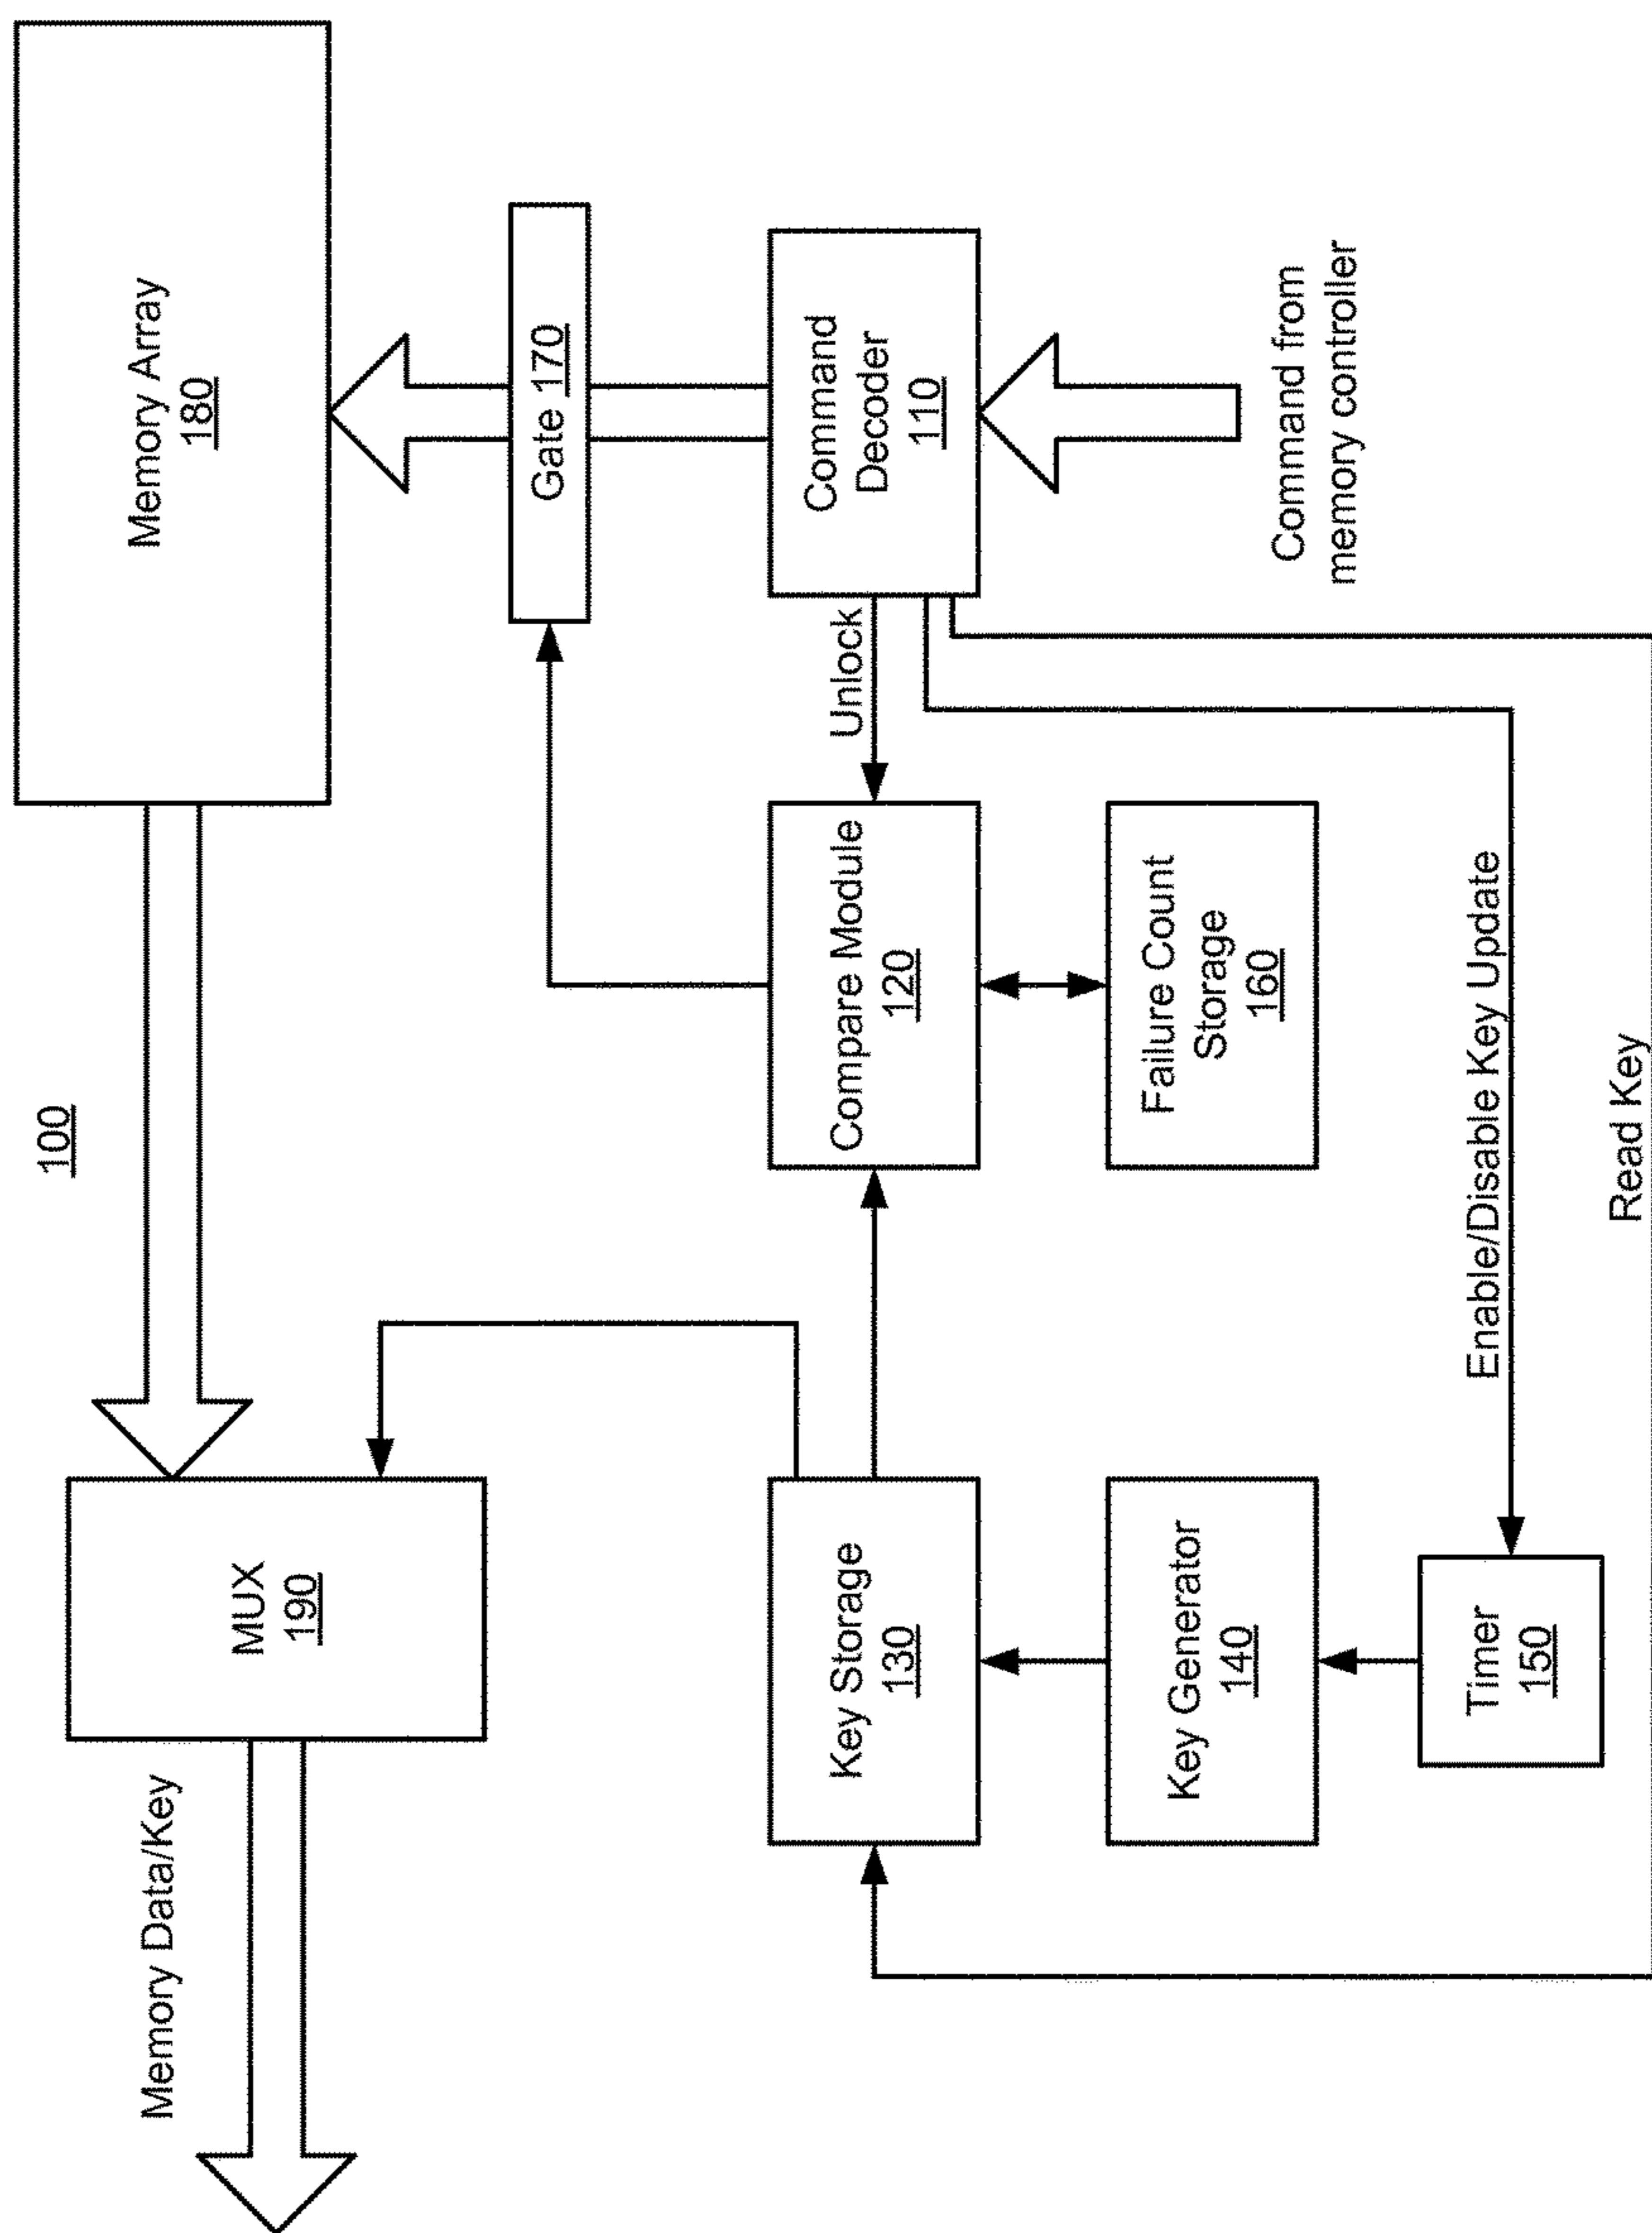 100
Memory Data/Key
MUX
190
Memory Array
180
Gate 170
Key Storage
130
Compare Module
120
Unlock
Command
Decoder
110
Key Generator
140
Failure Count
Storage
160
Command from
memory controller
Timer
150
Enable/Disable Key Update
Read Key